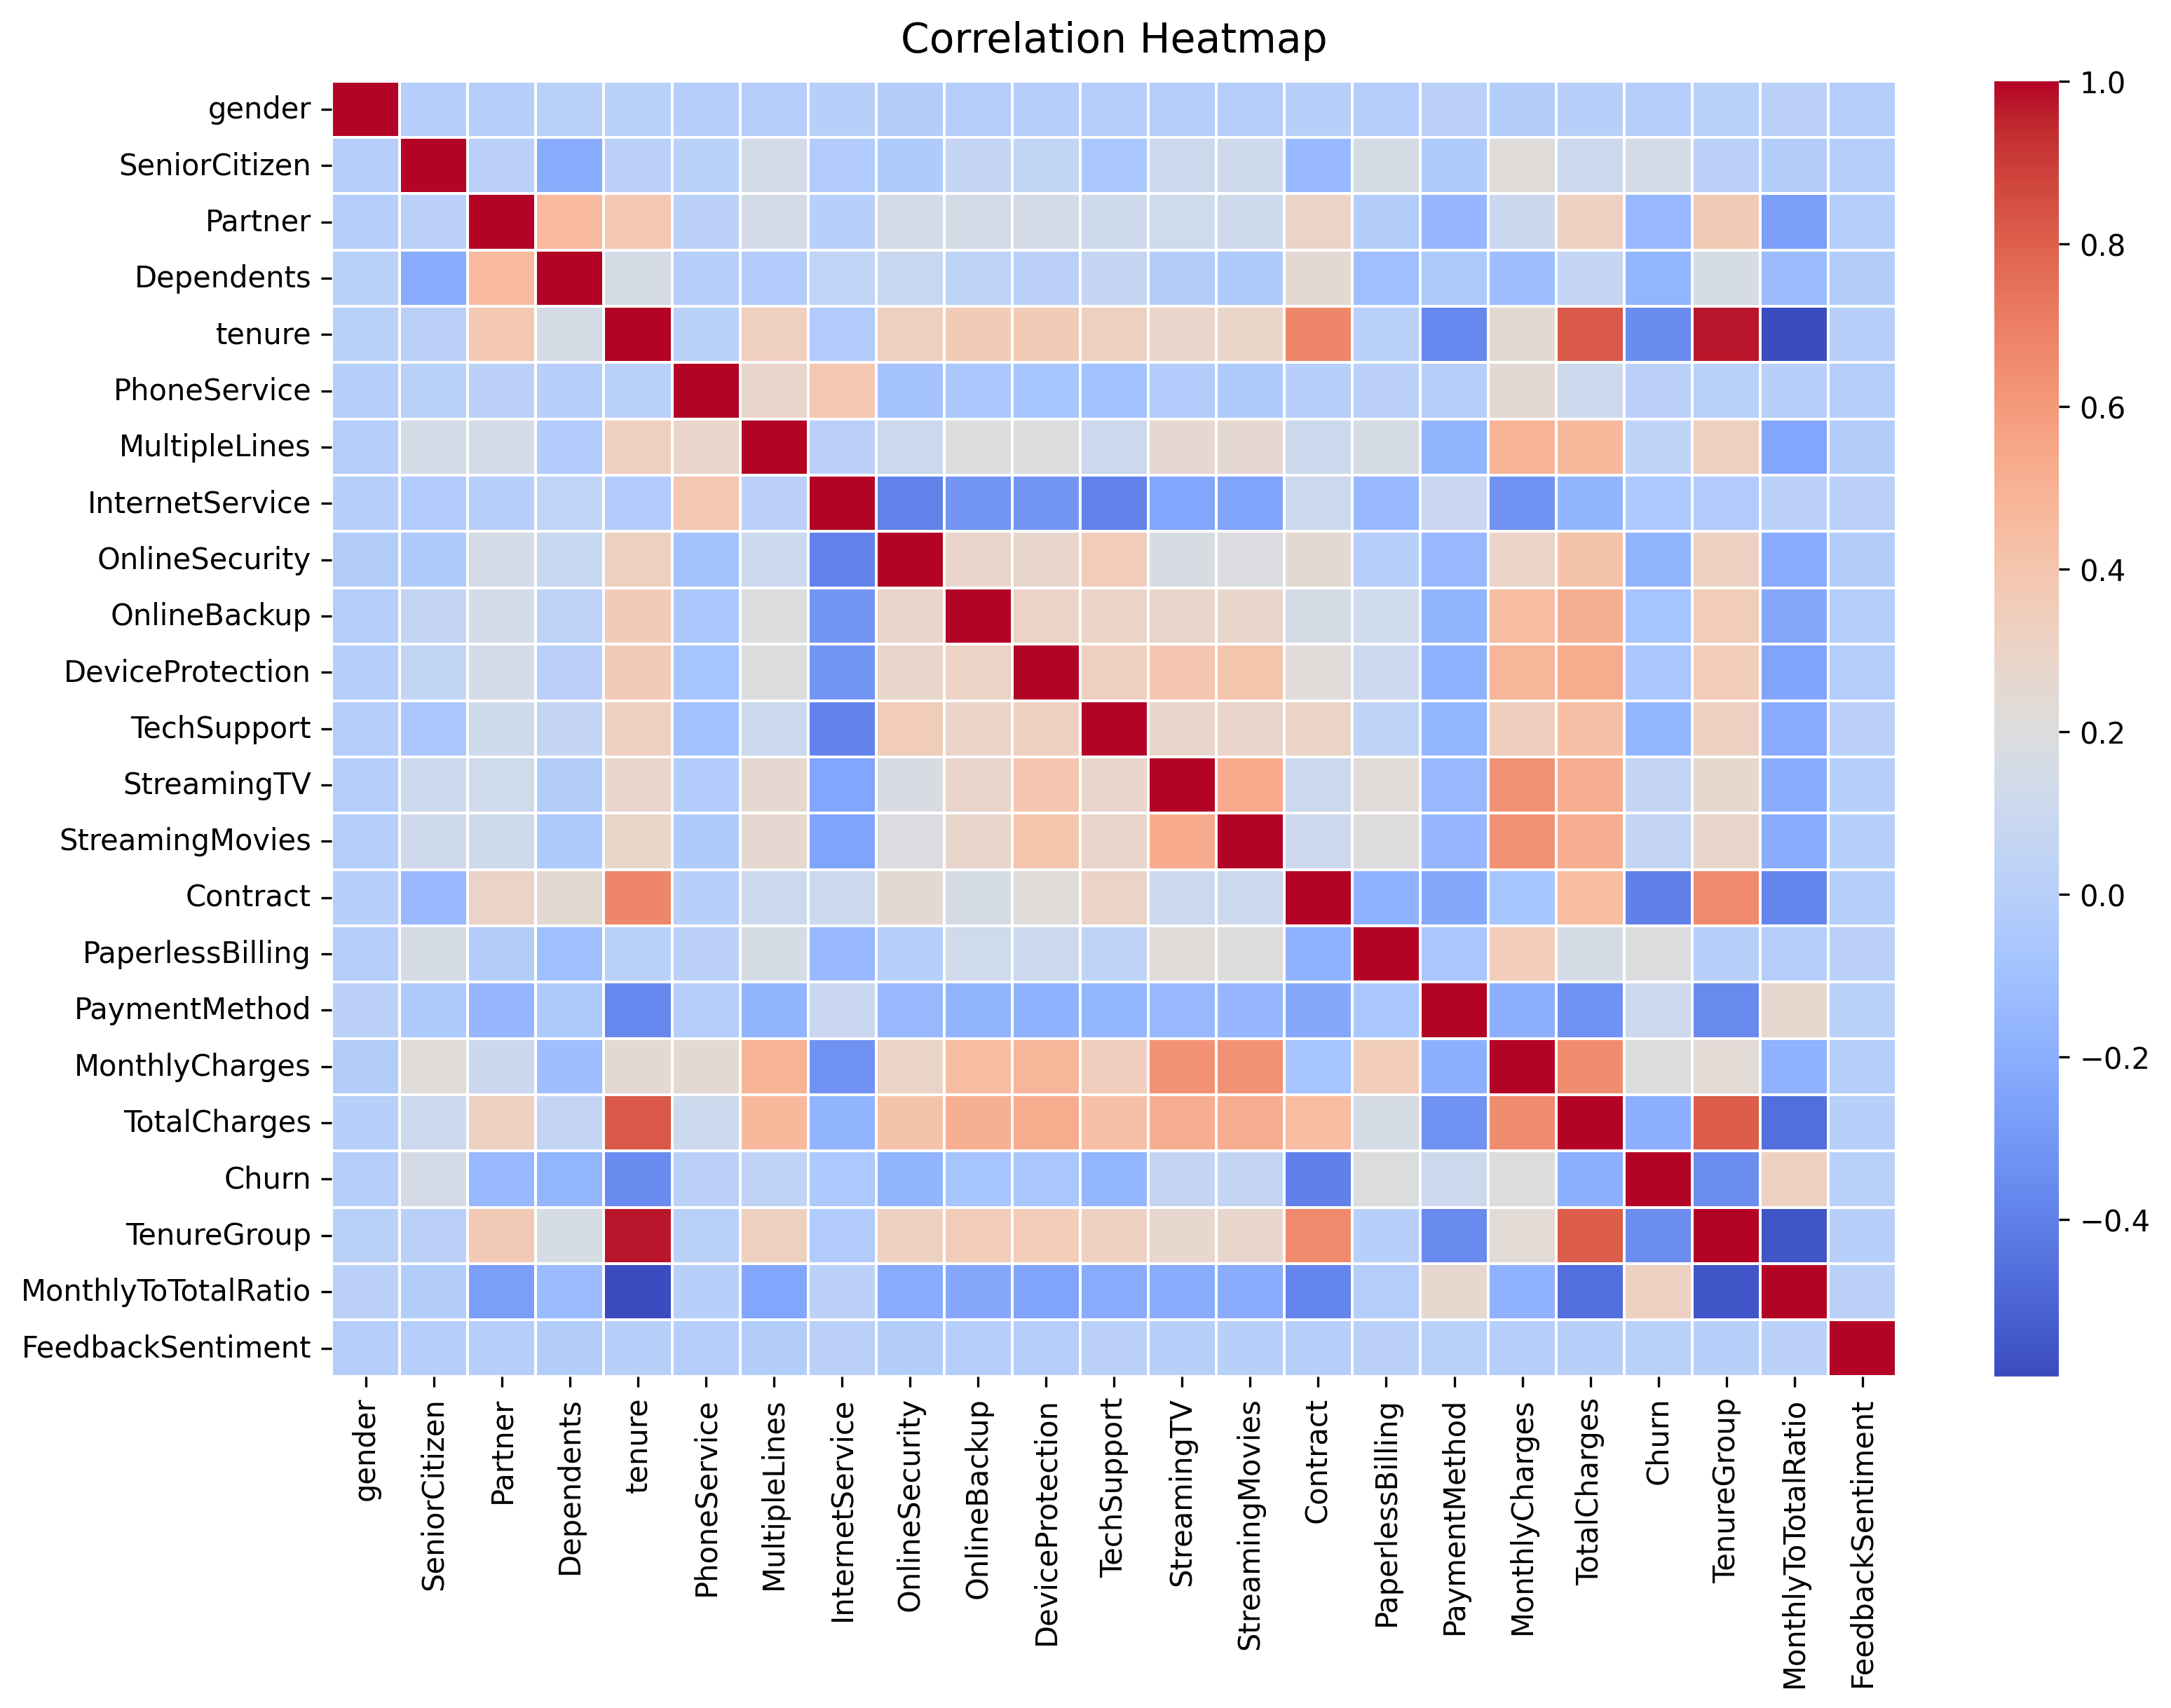 Correlation Heatmap
gender
SeniorCitizen
Partner
Dependents
tenure
PhoneService
MultipleLines
InternetService
OnlineSecurity
OnlineBackup
DeviceProtection
TechSupport
StreamingTV
StreamingMovies
Contract
PaperlessBilling
PaymentMethod
MonthlyCharges
TotalCharges
Churn
TenureGroup
MonthlyToTotalRatio
FeedbackSentiment
gender
SeniorCitizen
Partner
Dependents
tenure
PhoneService
MultipleLines
InternetService
OnlineSecurity
OnlineBackup
DeviceProtection
TechSupport
StreamingTV
StreamingMovies
Contract
PaperlessBilling
PaymentMethod
MonthlyCharges
TotalCharges
Churn
TenureGroup
MonthlyToTotalRatio
FeedbackSentiment
1.0
0.8
0.6
0.4
0.2
0.0
−0.2
−0.4